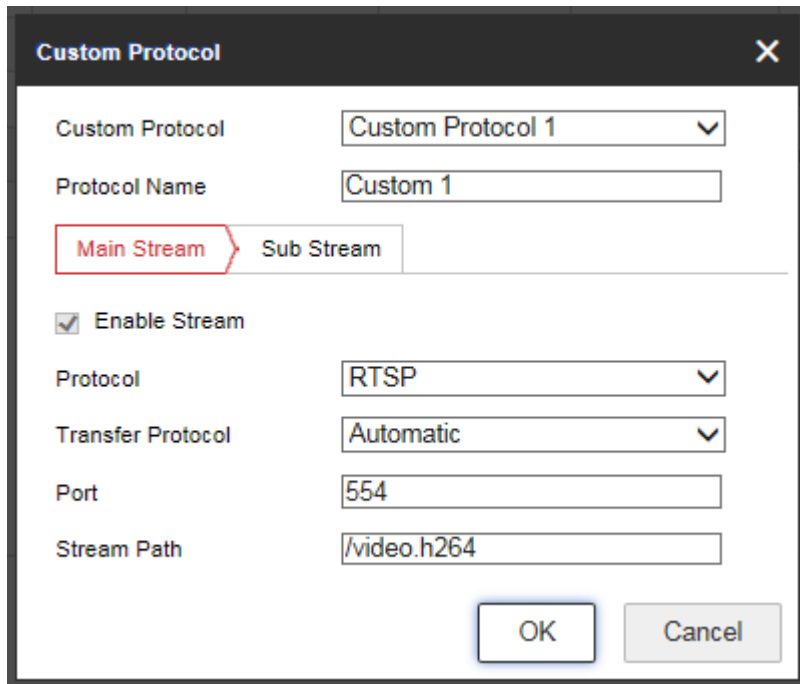 Custom Protocol
Custom Protocol Custom Protocol 1
Protocol Name Custom 1
Main Stream Sub Stream
Enable Stream
Protocol RTSP
Transfer Protocol Automatic
Port 554
Stream Path /video.h264
OK Cancel